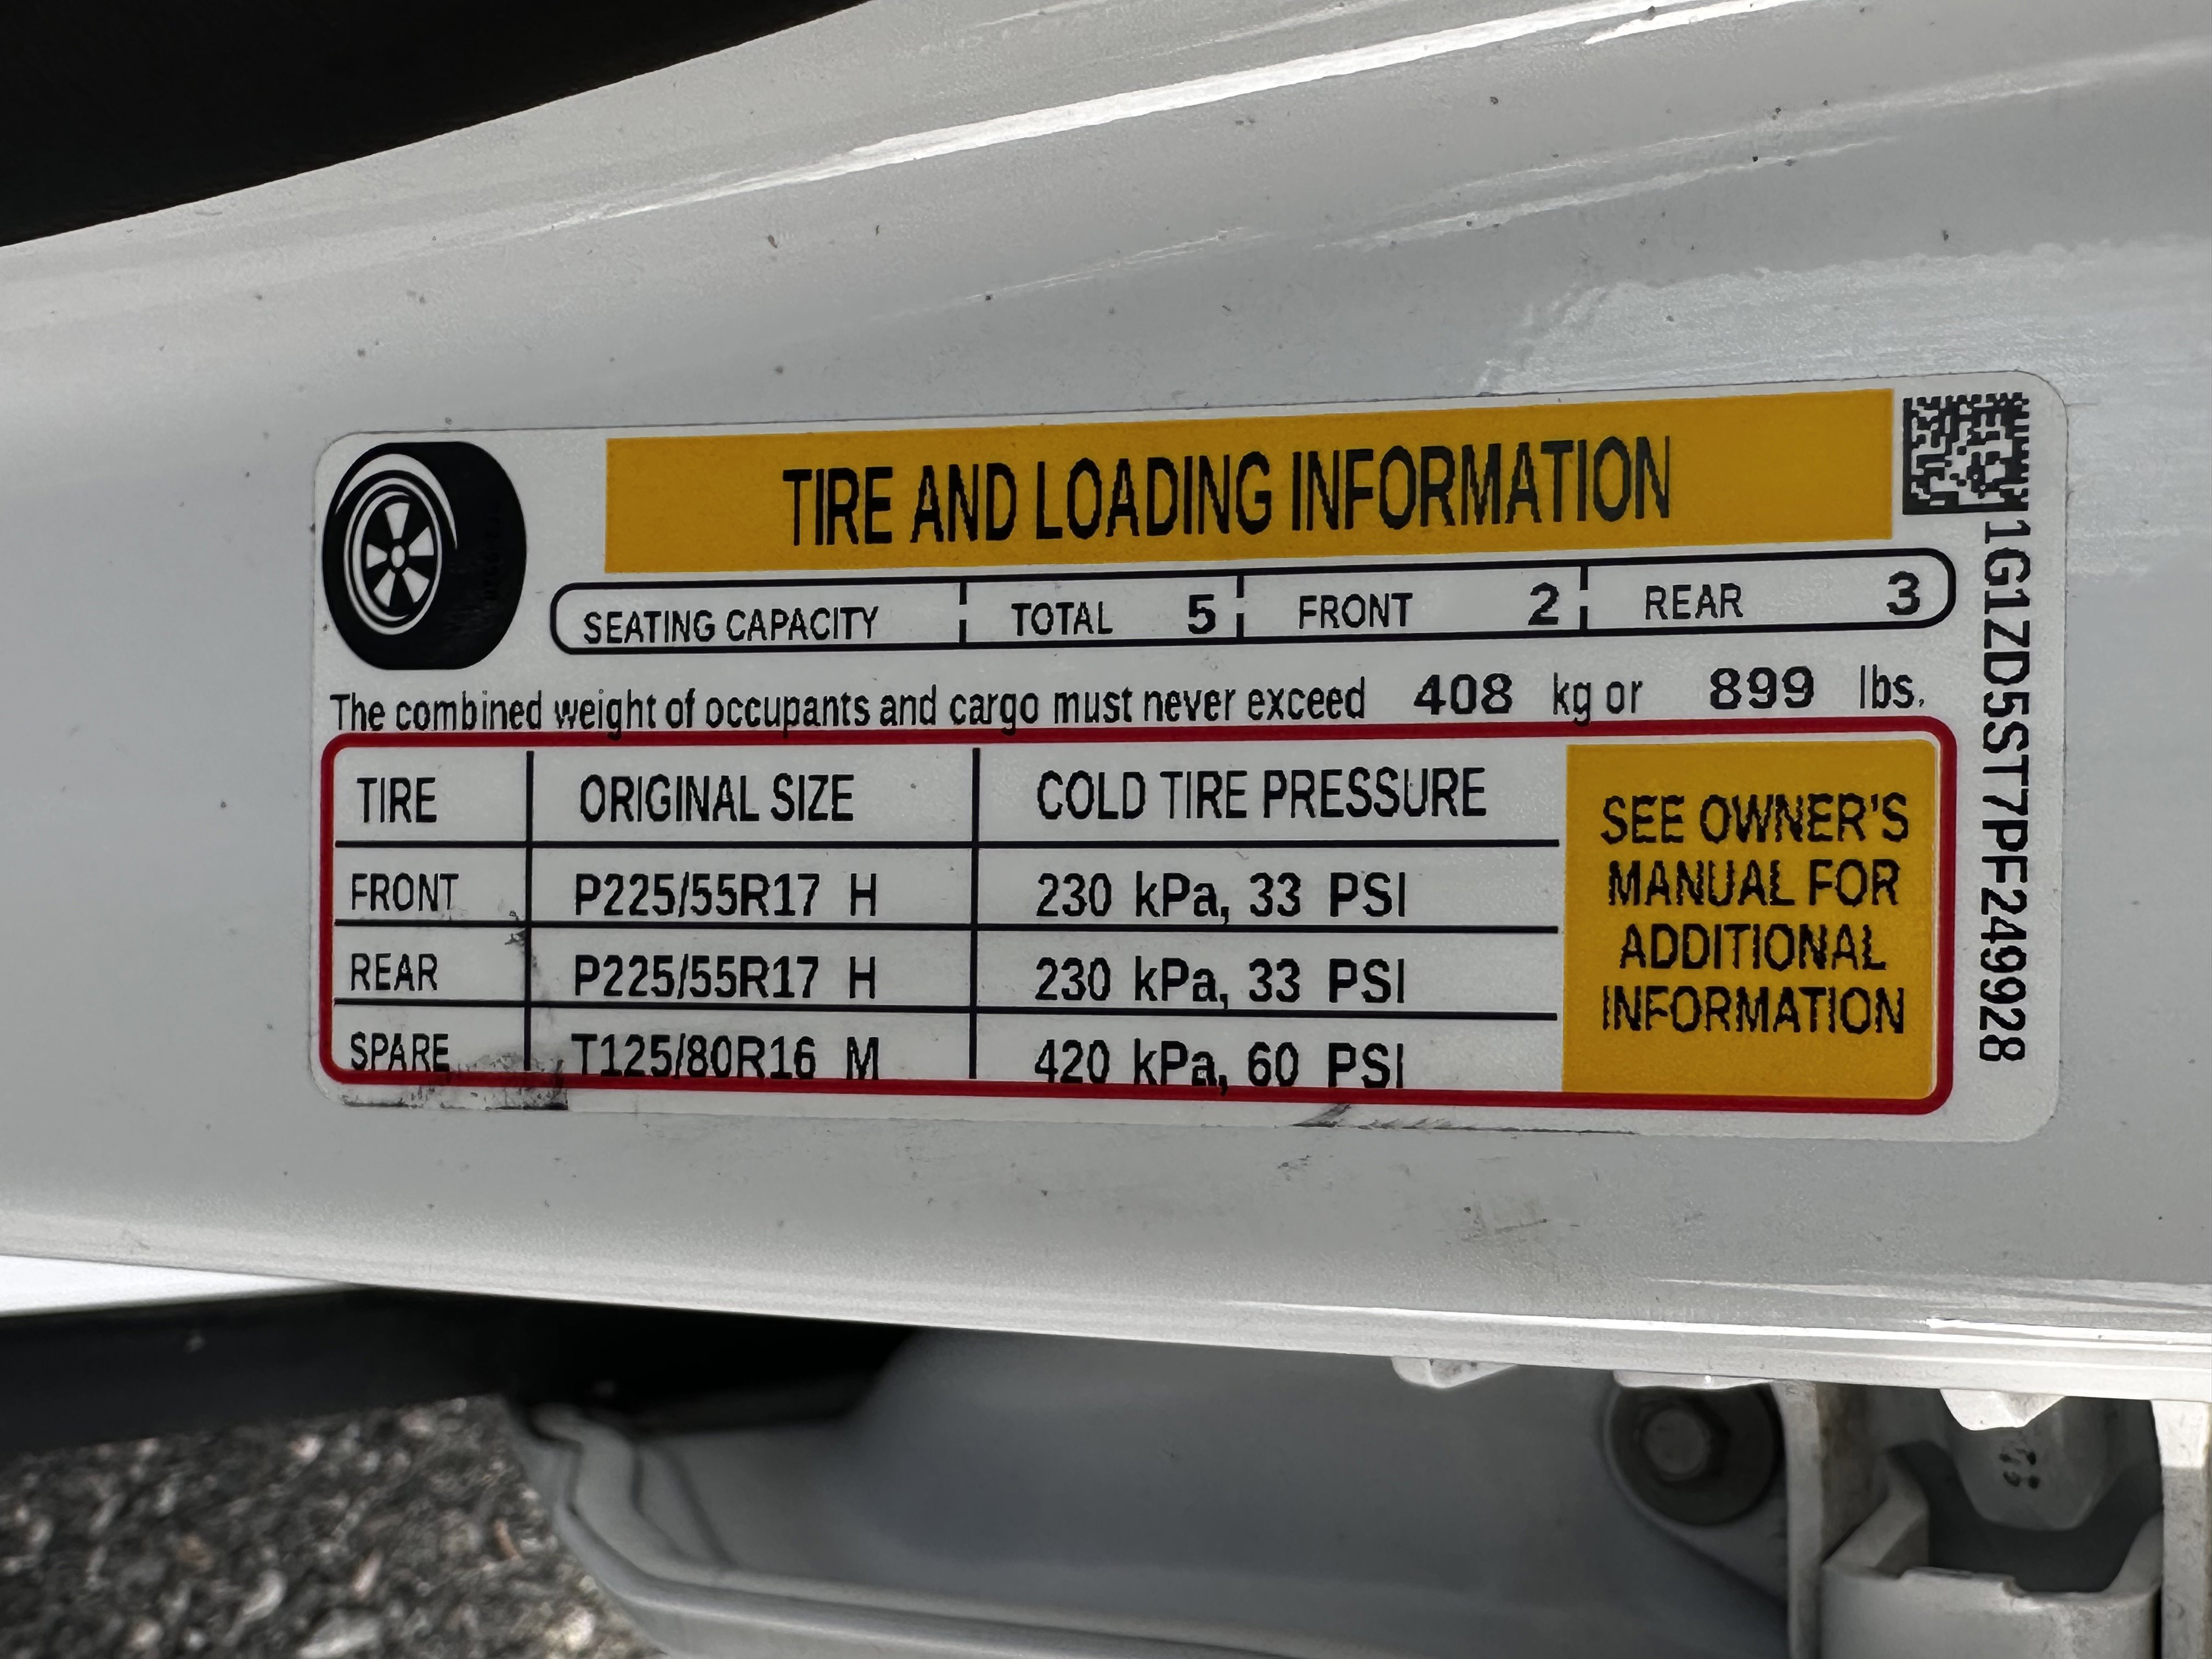 TIRE AND LOADING INFORMATION
SEATING CAPACITY TOTAL 5 FRONT 2 REAR 3
The combined weight of occupants and cargo must never exceed 408 kg or 899 lbs.
TIRE ORIGINAL SIZE COLD TIRE PRESSURE
FRONT P225/55R17 H 230 kPa, 33 PSI
REAR P225/55R17 H 230 kPa, 33 PSI
SPARE T125/80R16 M 420 kPa, 60 PSI
SEE OWNER'S
MANUAL FOR
ADDITIONAL
INFORMATION
1G1ZD5ST7PF249928